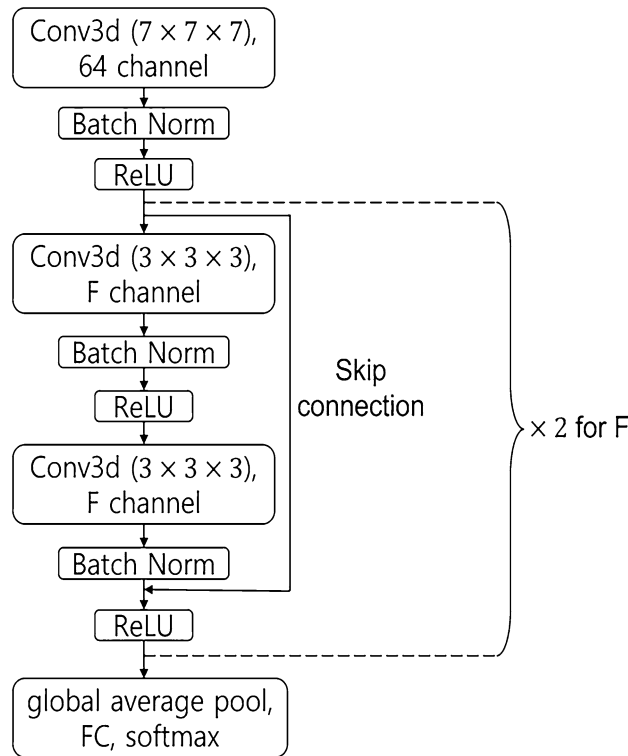 Conv3d (7 × 7 × 7),
64 channel
Batch Norm
ReLU
Conv3d (3 × 3 × 3),
F channel
Batch Norm
ReLU
Skip
connection
× 2 for F
Conv3d (3 × 3 × 3),
F channel
Batch Norm
ReLU
global average pool,
FC, softmax